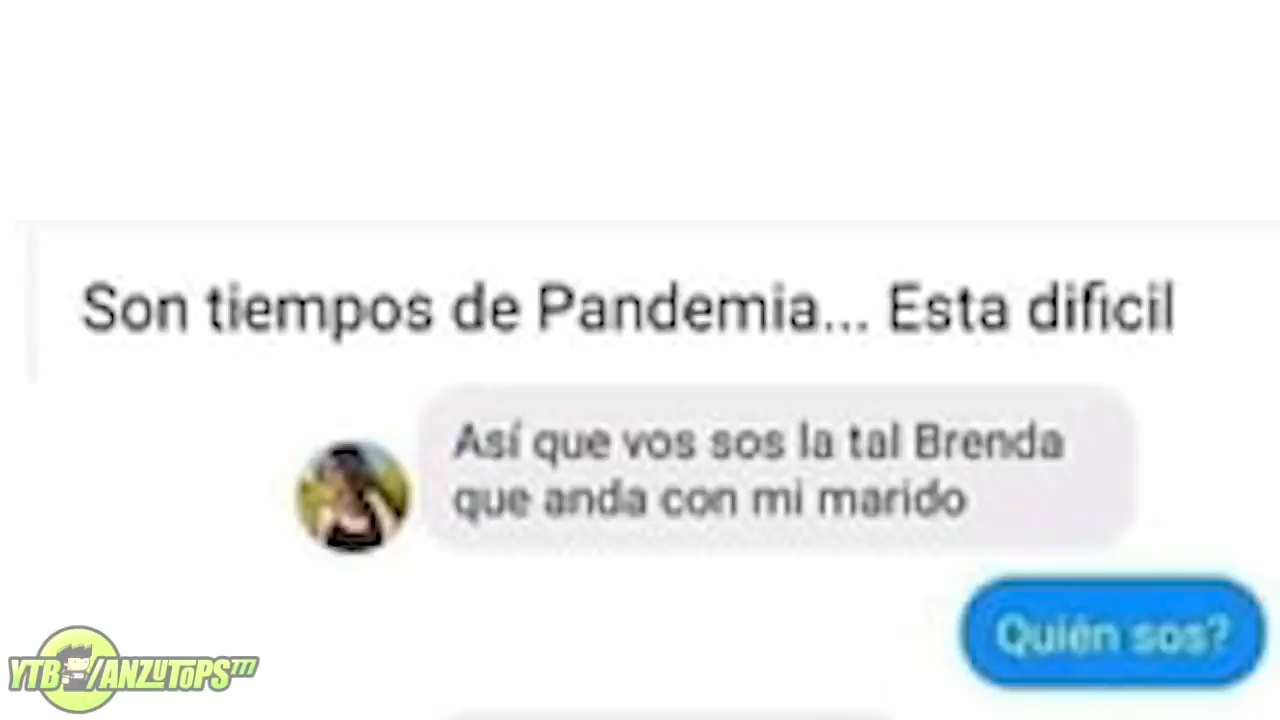 Son tiempos de Pandemia... Esta dificil
Así que vos sos la tal Brenda
que anda con mi marido
Quién sos?
YTB/ANZUTOPS777